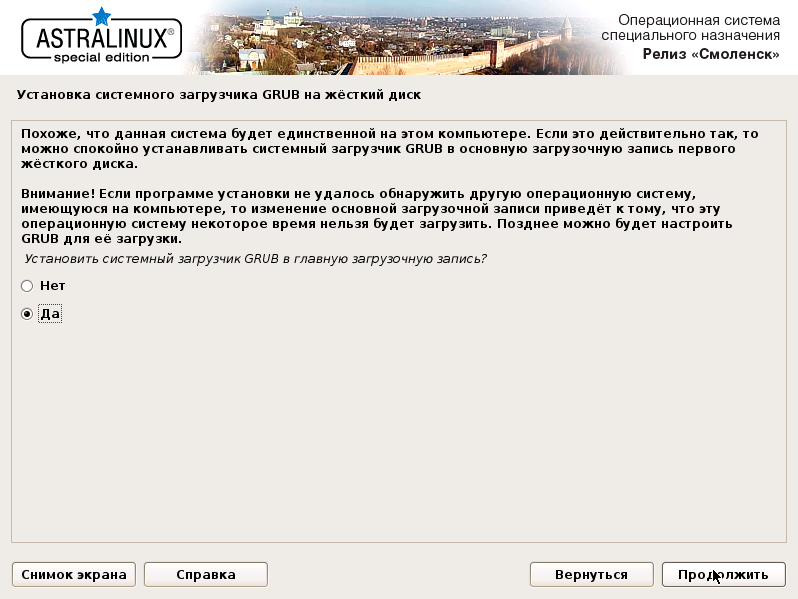 ASTRALINUX®
special edition
Операционная система
специального назначения
Релиз «Смоленск»
Установка системного загрузчика GRUB на жёсткий диск
Похоже, что данная система будет единственной на этом компьютере. Если это действительно так, то
можно спокойно устанавливать системный загрузчик GRUB в основную загрузочную запись первого
жёсткого диска.
Внимание! Если программе установки не удалось обнаружить другую операционную систему,
имеющуюся на компьютере, то изменение основной загрузочной записи приведёт к тому, что эту
операционную систему некоторое время нельзя будет загрузить. Позднее можно будет настроить
GRUB для её загрузки.
Установить системный загрузчик GRUB в главную загрузочную запись?
Нет
Да
Снимок экрана
Справка
Вернуться
Продолжить